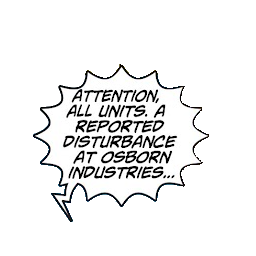 ATTENTION,
ALL UNITS. A
REPORTED
DISTURBANCE
AT OSBORN
INDUSTRIES...